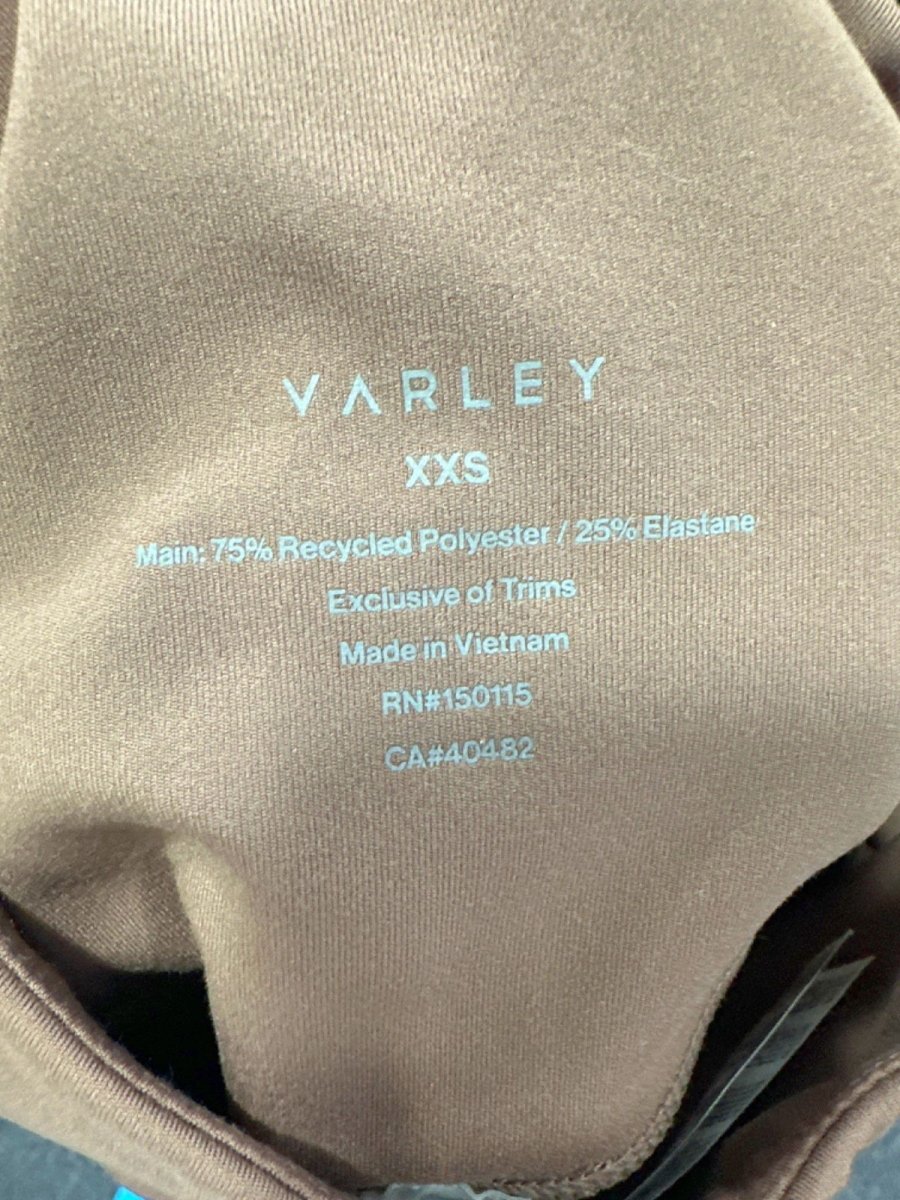 VARLEY
XXS
Main: 75% Recycled Polyester / 25% Elastane
Exclusive of Trims
Made in Vietnam
RN#150115
CA#40482